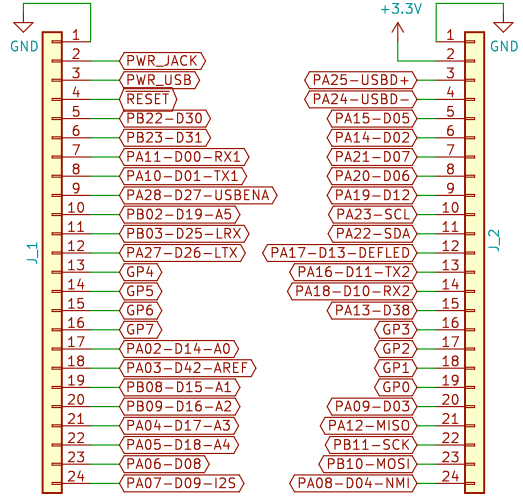 +3.3V
GND
GND
1
1
2
PWR_JACK
2
3
PWR_USB
PA25-USBD+
3
4
RESET
PA24-USBD-
4
5
PB22-D30
PA15-D05
5
6
PB23-D31
PA14-D02
6
7
PA11-D00-RX1
PA21-D07
7
8
PA10-D01-TX1
PA20-D06
8
9
PA28-D27-USBENA
PA19-D12
9
10
PB02-D19-A5
PA23-SCL
10
11
PB03-D25-LRX
PA22-SDA
11
12
PA27-D26-LTX
PA17-D13-DEFLED
12
J_1
J_2
13
GP4
PA16-D11-TX2
13
14
GP5
PA18-D10-RX2
14
15
GP6
PA13-D38
15
16
GP7
GP3
16
17
PA02-D14-A0
GP2
17
18
PA03-D42-AREF
GP1
18
19
PB08-D15-A1
GP0
19
20
PB09-D16-A2
PA09-D03
20
21
PA04-D17-A3
PA12-MISO
21
22
PA05-D18-A4
PB11-SCK
22
23
PA06-D08
PB10-MOSI
23
24
PA07-D09-I2S
PA08-D04-NMI
24